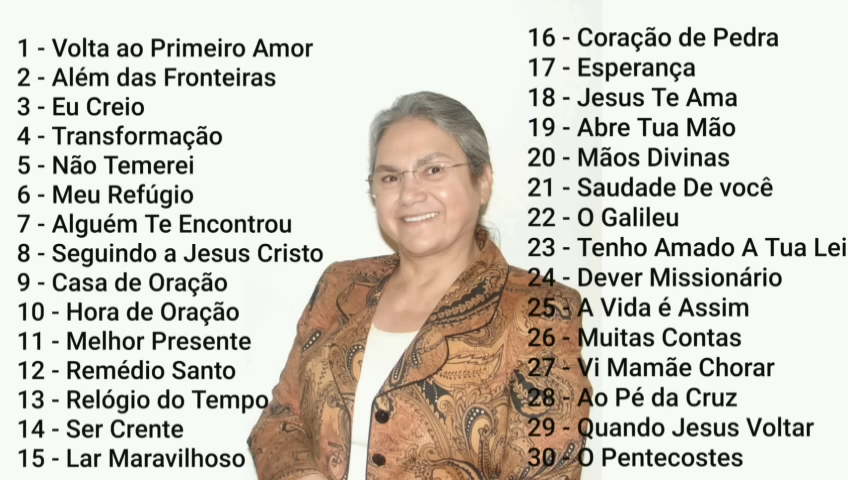 1 - Volta ao Primeiro Amor
2 - Além das Fronteiras
3 - Eu Creio
4 - Transformação
5 - Não Temerei
6 - Meu Refúgio
7 - Alguém Te Encontrou
8 - Seguindo a Jesus Cristo
9 - Casa de Oração
10 - Hora de Oração
11 - Melhor Presente
12 - Remédio Santo
13 - Relógio do Tempo
14 - Ser Crente
15 - Lar Maravilhoso
16 - Coração de Pedra
17 - Esperança
18 - Jesus Te Ama
19 - Abre Tua Mão
20 - Mãos Divinas
21 - Saudade De você
22 - O Galileu
23 - Tenho Amado A Tua Lei
24 - Dever Missionário
25 - A Vida é Assim
26 - Muitas Contas
27 - Vi Mamãe Chorar
28 - Ao Pé da Cruz
29 - Quando Jesus Voltar
30 - O Pentecostes